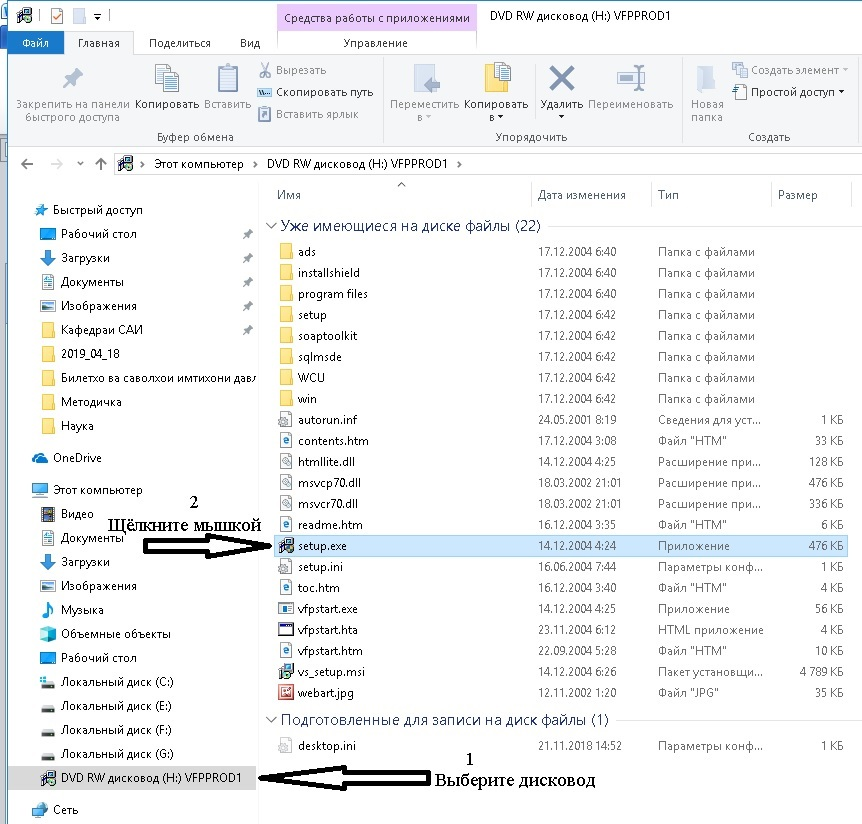 Средства работы с приложениями
DVD RW дисковод (H:) VFPPROD1
Файл Главная Поделиться Вид Управление
Закрепить на панели быстрого доступа
Копировать
Вставить
Вырезать
Скопировать путь
Вставить ярлык
Буфер обмена
Переместить в
Копировать в
Удалить
Переименовать
Упорядочить
Новая папка
Создать элемент
Простой доступ
Создать
Этот компьютер > DVD RW дисковод (H:) VFPPROD1 >
Быстрый доступ
Рабочий стол
Загрузки
Документы
Изображения
Кафедраи САИ
2019_04_18
Билетхо ва саволхои имтихони давл
Методичка
Наука
OneDrive
Этот компьютер
Видео
Документы
Загрузки
Изображения
Музыка
Объемные объекты
Рабочий стол
Локальный диск (C:)
Локальный диск (E:)
Локальный диск (F:)
Локальный диск (G:)
DVD RW дисковод (H:) VFPPROD1
Сеть
2
Щёлкните мышкой
Имя Дата изменения Тип Размер
Уже имеющиеся на диске файлы (22)
ads 17.12.2004 6:40 Папка с файлами
installshield 17.12.2004 6:40 Папка с файлами
program files 17.12.2004 6:40 Папка с файлами
setup 17.12.2004 6:42 Папка с файлами
soaptoolkit 17.12.2004 6:42 Папка с файлами
sqlmsde 17.12.2004 6:42 Папка с файлами
WCU 17.12.2004 6:42 Папка с файлами
win 17.12.2004 6:42 Папка с файлами
autorun.inf 24.05.2001 8:19 Сведения для уст... 1 КБ
contents.htm 17.12.2004 3:08 Файл "HTM" 33 КБ
htmllite.dll 14.12.2004 4:25 Расширение при... 128 КБ
msvcp70.dll 18.03.2002 21:01 Расширение при... 476 КБ
msvcr70.dll 18.03.2002 21:01 Расширение при... 336 КБ
readme.htm 16.12.2004 3:35 Файл "HTM" 6 КБ
setup.exe 14.12.2004 4:24 Приложение 476 КБ
setup.ini 16.06.2004 7:44 Параметры конф... 1 КБ
toc.htm 16.12.2004 3:40 Файл "HTM" 4 КБ
vfpstart.exe 14.12.2004 4:25 Приложение 56 КБ
vfpstart.hta 23.11.2004 6:12 HTML приложение 4 КБ
vfpstart.htm 22.09.2004 5:28 Файл "HTM" 10 КБ
vs_setup.msi 14.12.2004 6:26 Пакет установщи... 4 789 КБ
webart.jpg 12.11.2002 1:20 Файл "JPG" 35 КБ
Подготовленные для записи на диск файлы (1)
desktop.ini 21.11.2018 14:52 Параметры конф... 1 КБ
1
Выберите дисковод